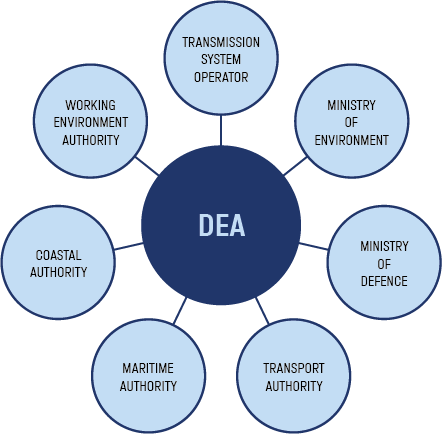 TRANSMISSION
SYSTEM
OPERATOR
WORKING
ENVIRONMENT
AUTHORITY
MINISTRY
OF
ENVIRONMENT
DEA
COASTAL
AUTHORITY
MINISTRY
OF
DEFENCE
MARITIME
AUTHORITY
TRANSPORT
AUTHORITY